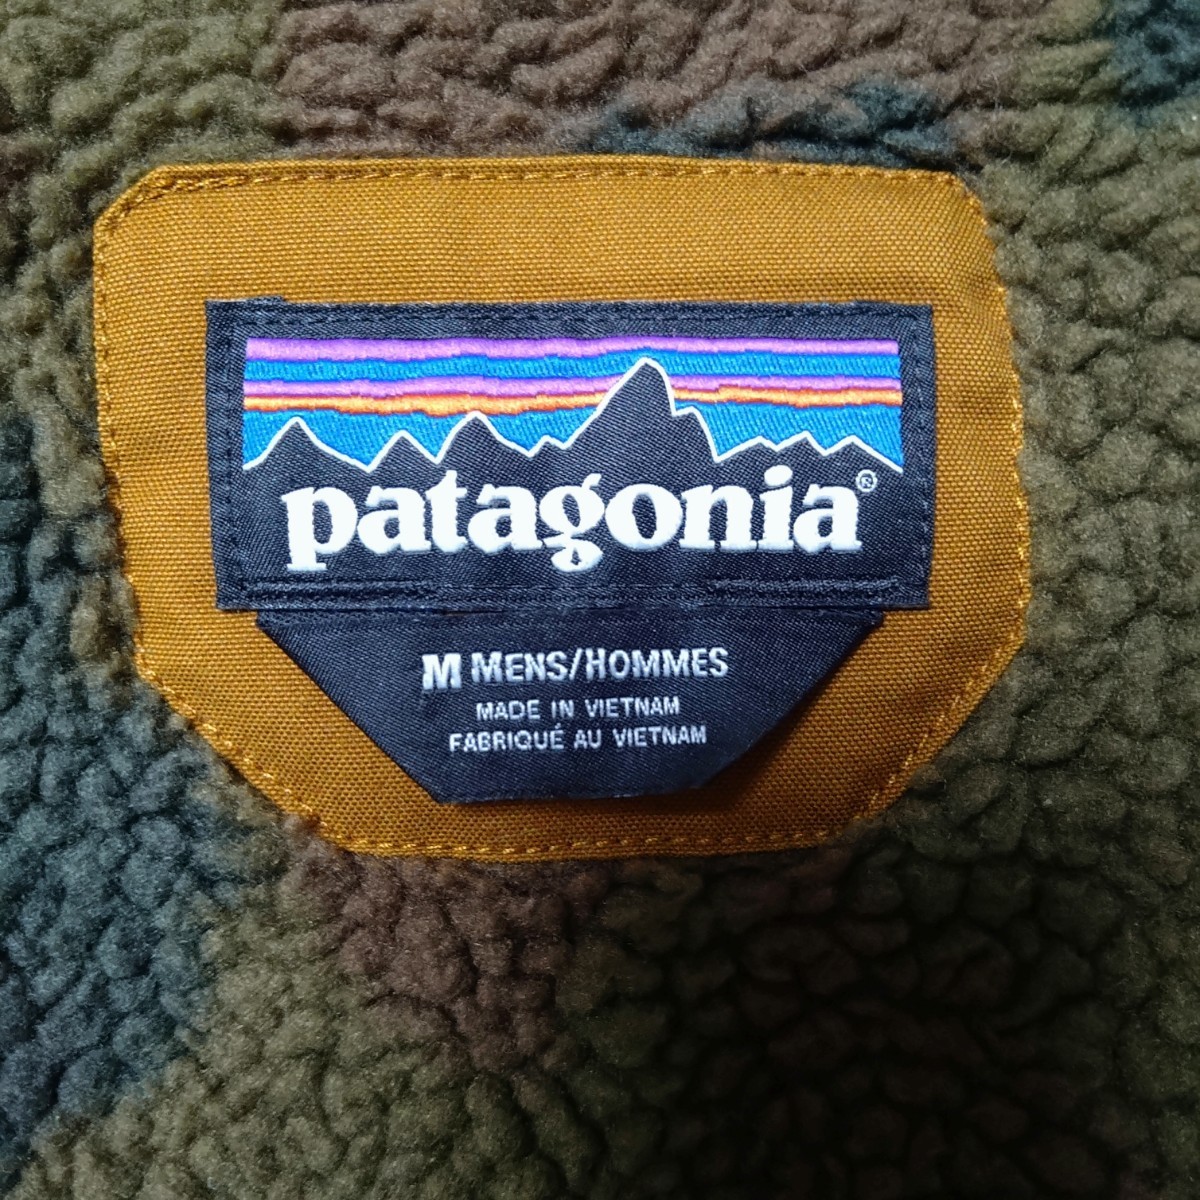 patagonia®
M MENS/HOMMES
MADE IN VIETNAM
FABRIQUÉ AU VIETNAM